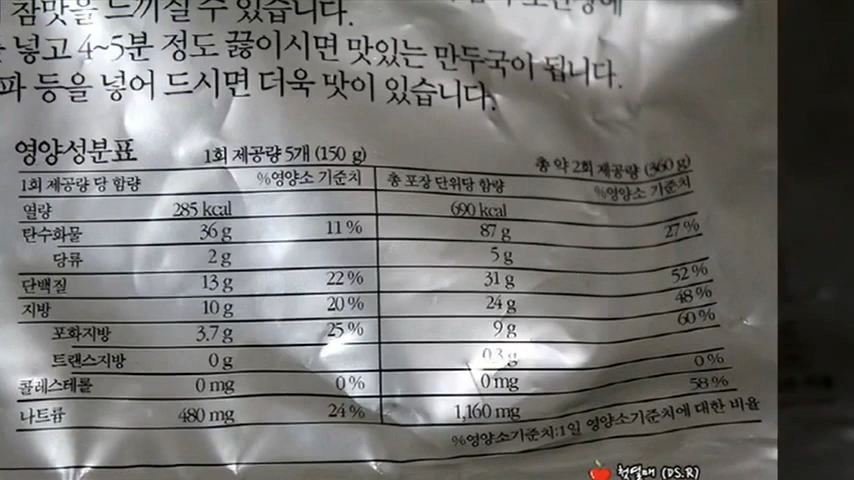 참맛을 느끼실 수 있습니다.
넣고 4~5분 정도 끓이시면 맛있는 만두국이 됩니다.
파 등을 넣어 드시면 더욱 맛이 있습니다.
영양성분표 1회 제공량 5개 (150 g) 총 약 2회 제공량 (360 g)
1회 제공량 당 함량 %영양소 기준치 총 포장 단위당 함량 %영양소 기준치
열량 285 kcal 690 kcal
탄수화물 36 g 11 % 87 g 27 %
당류 2 g 5 g
단백질 13 g 22 % 31 g 52 %
지방 10 g 20 % 24 g 48 %
포화지방 3.7 g 25 % 9 g 60 %
트랜스지방 0 g 0.3 g
콜레스테롤 0 mg 0 % 0 mg 0 %
나트륨 480 mg 24 % 1,160 mg 58 %
%영양소기준치:1일 영양소기준치에 대한 비율
첫열매 (DS.R)